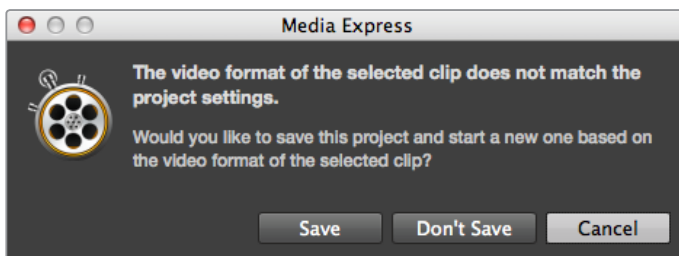 Media Express
The video format of the selected clip does not match the
project settings.
Would you like to save this project and start a new one based on
the video format of the selected clip?
Save Don't Save Cancel